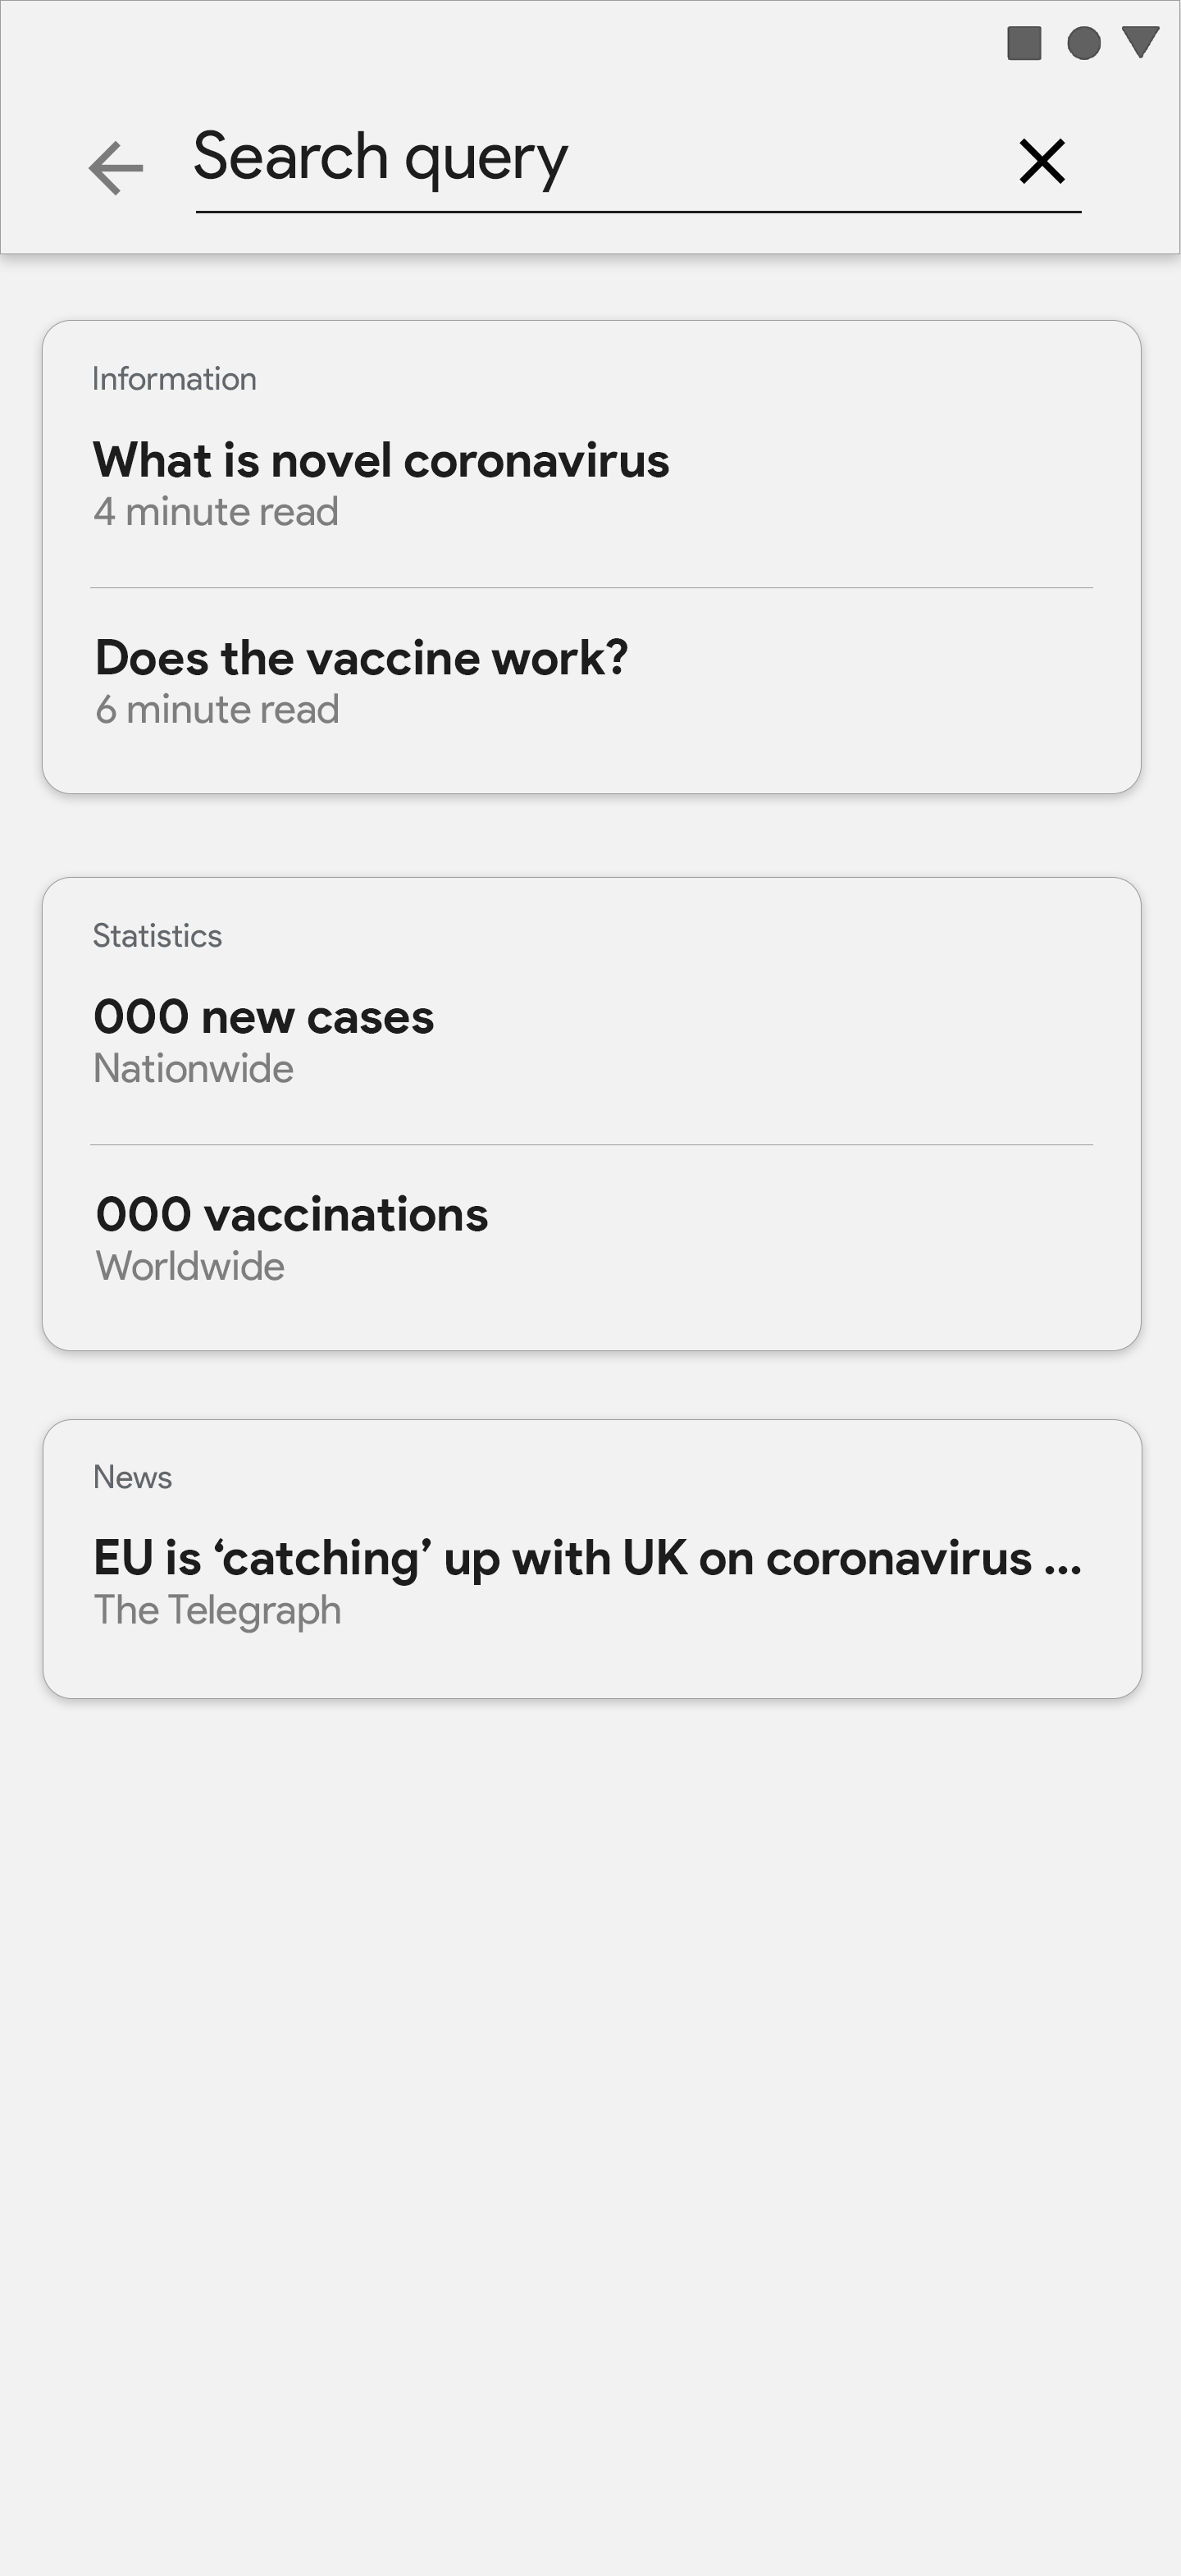 Search query
Information
What is novel coronavirus
4 minute read
Does the vaccine work?
6 minute read
Statistics
000 new cases
Nationwide
000 vaccinations
Worldwide
News
EU is ‘catching’ up with UK on coronavirus ...
The Telegraph